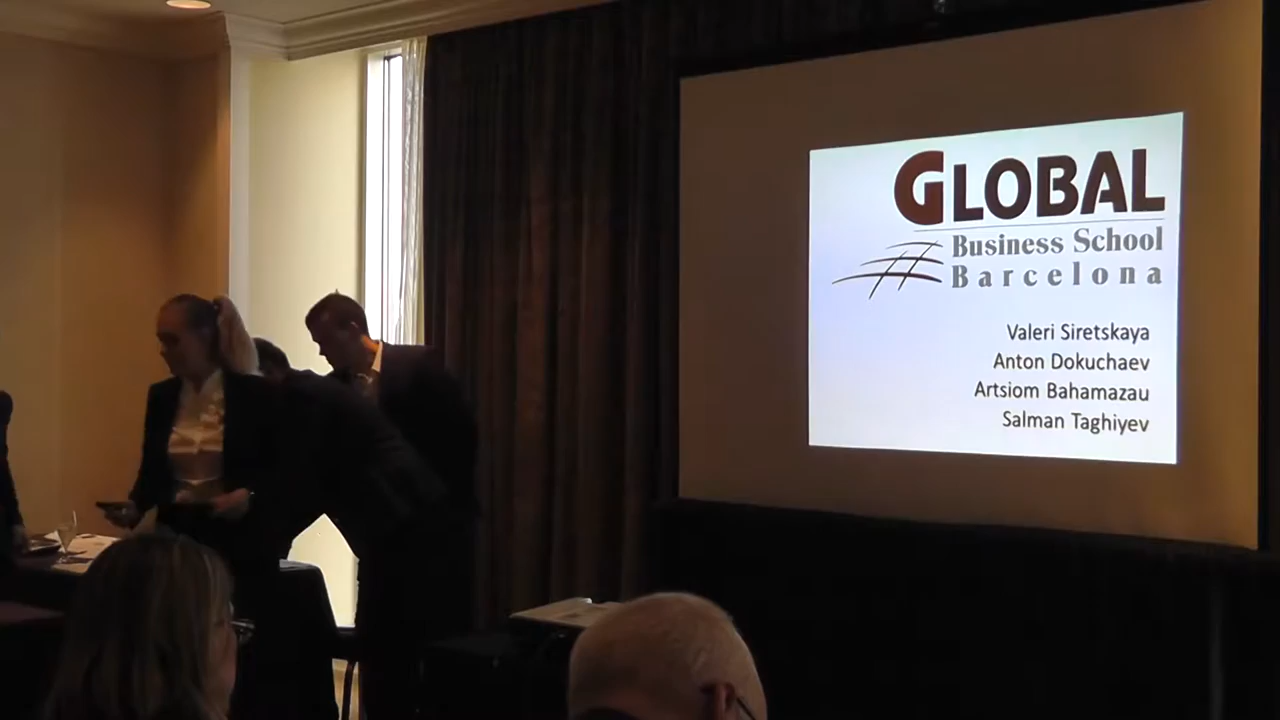 GLOBAL
Business School
Barcelona
Valeri Siretskaya
Anton Dokuchaev
Artsiom Bahamazau
Salman Taghiyev